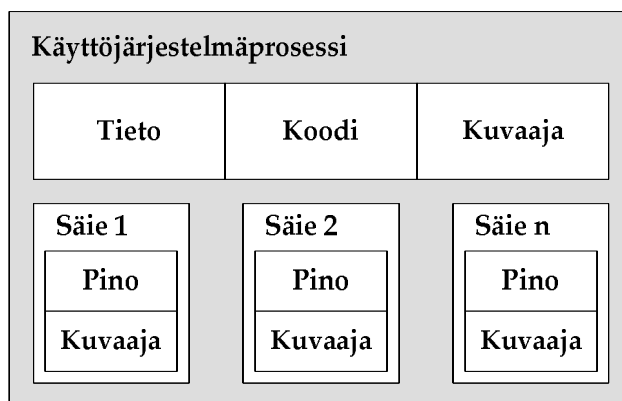 Käyttöjärjestelmäprosessi
Tieto Koodi Kuvaaja
Säie 1 Säie 2 Säie n
Pino Pino Pino
Kuvaaja Kuvaaja Kuvaaja